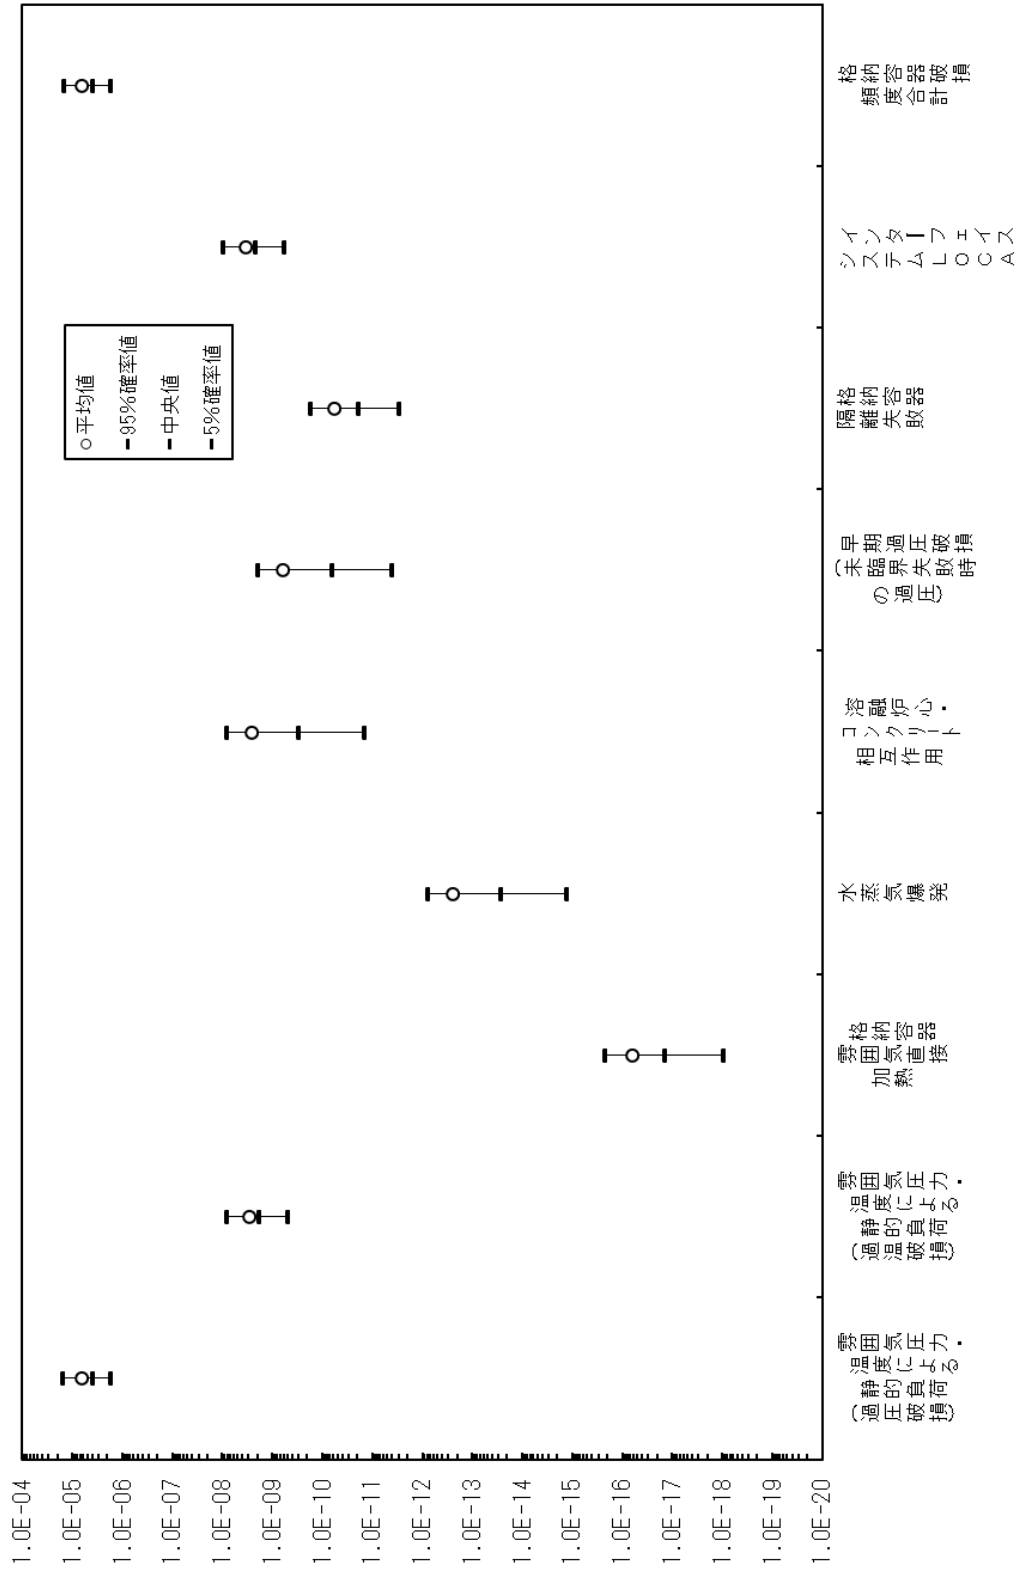 1.0E-04
1.0E-05
1.0E-06
1.0E-07
1.0E-08
1.0E-09
1.0E-10
1.0E-11
1.0E-12
1.0E-13
1.0E-14
1.0E-15
1.0E-16
1.0E-17
1.0E-18
1.0E-19
1.0E-20
平均値
95%確率値
中央値
5%確率値
雰囲気圧力・
温度による
静的負荷
(過圧破損)
雰囲気圧力・
温度による
静的負荷
(過温破損)
格納容器
雰囲気直接
加熱
水蒸気爆発
溶融炉心・
コンクリート
相互作用
早期過圧破損
(未臨界失敗時
の過圧)
格納容器
隔離失敗
インターフェイス
システムLOCA
格納容器破損
頻度合計